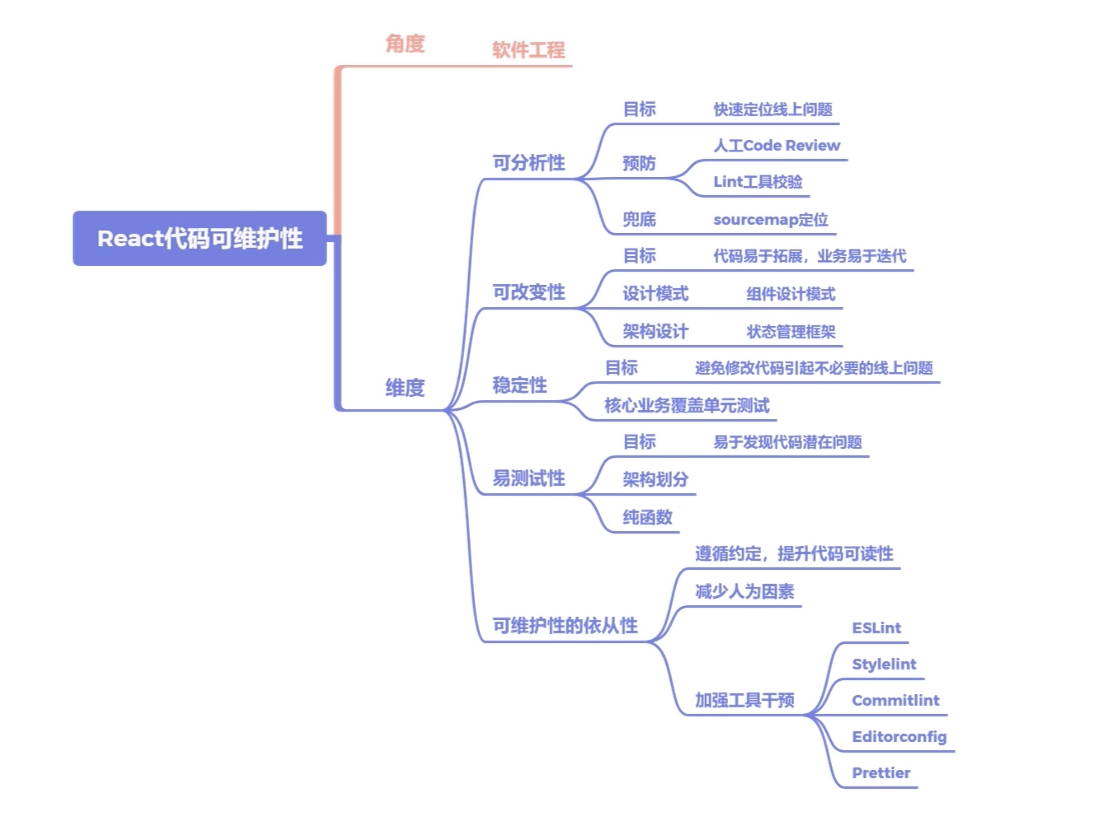 角度
软件工程
目标
快速定位线上问题
可分析性
预防
人工Code Review
Lint工具校验
兜底
sourcemap定位
React代码可维护性
目标
代码易于拓展，业务易于迭代
可改变性
设计模式
组件设计模式
架构设计
状态管理框架
维度
稳定性
目标
避免修改代码引起不必要的线上问题
核心业务覆盖单元测试
目标
易于发现代码潜在问题
易测试性
架构划分
纯函数
遵循约定，提升代码可读性
减少人为因素
可维护性的依从性
加强工具干预
ESLint
Stylelint
Commitlint
Editorconfig
Prettier